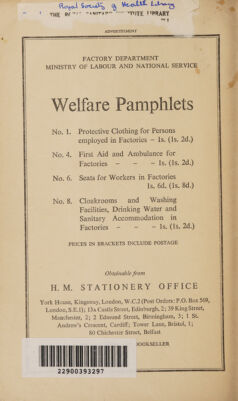 Royal Society of Health Library
THE
LIBRARY
ADVERTISEMENT
FACTORY DEPARTMENT
MINISTRY OF LABOUR AND NATIONAL SERVICE
Welfare Pamphlets
No. 1. Protective Clothing for Persons
employed in Factories – 1s. (1s. 2d.)
No. 4. First Aid and Ambulance for
Factories – – – 1s. (1s. 2d.)
No. 6. Seats for Workers in Factories
1s. 6d. (1s. 8d.)
No. 8. Cloakrooms and Washing
Facilities, Drinking Water and
Sanitary Accommodation in
Factories – – – 1s. (1s. 2d.)
PRICES IN BRACKETS INCLUDE POSTAGE
Obtainable from
H. M. STATIONERY OFFICE
York House, Kingsway, London, W.C.2 (Post Orders: P.O. Box 569,
London, S.E.1); 13a Castle Street, Edinburgh, 2; 39 King Street,
Manchester, 2; 2 Edmund Street, Birmingham, 3; 1 St.
Andrew's Crescent, Cardiff; Tower Lane, Bristol, 1;
80 Chichester Street, Belfast
BOOKSELLER
22900393297